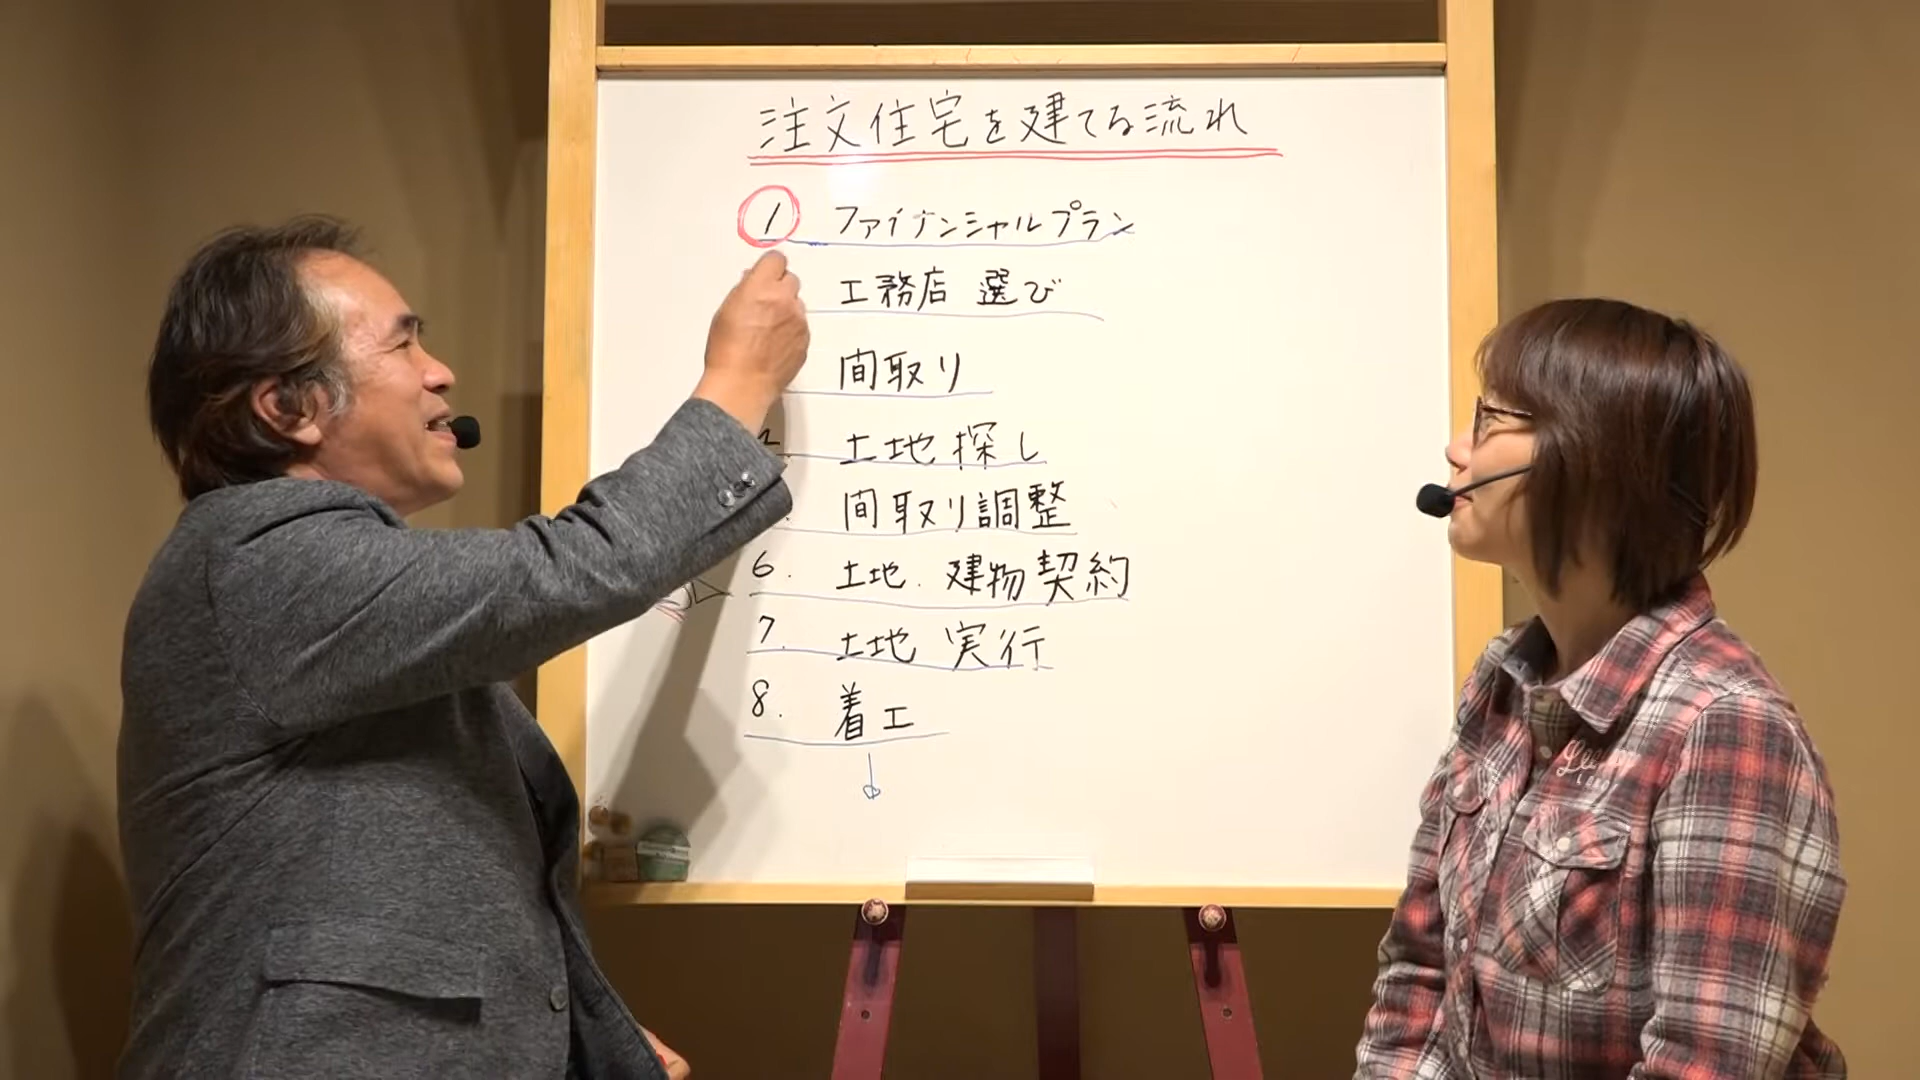 注文住宅を建てる流れ
1 ファイナンシャルプラン
工務店 選び
間取り
土地探し
間取り調整
6. 土地.建物契約
7. 土地 実行
8. 着工